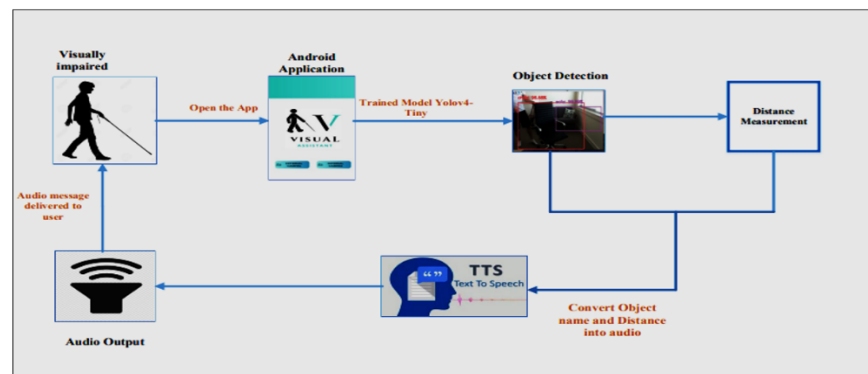 Visually
impaired
Open the App
Android
Application
VISUAL
ASSISTANT
Trained Model Yolov4-
Tiny
Object Detection
Distance
Measurement
Audio message
delivered to
user
Audio Output
TTS
Text To Speech
Convert Object
name and Distance
into audio